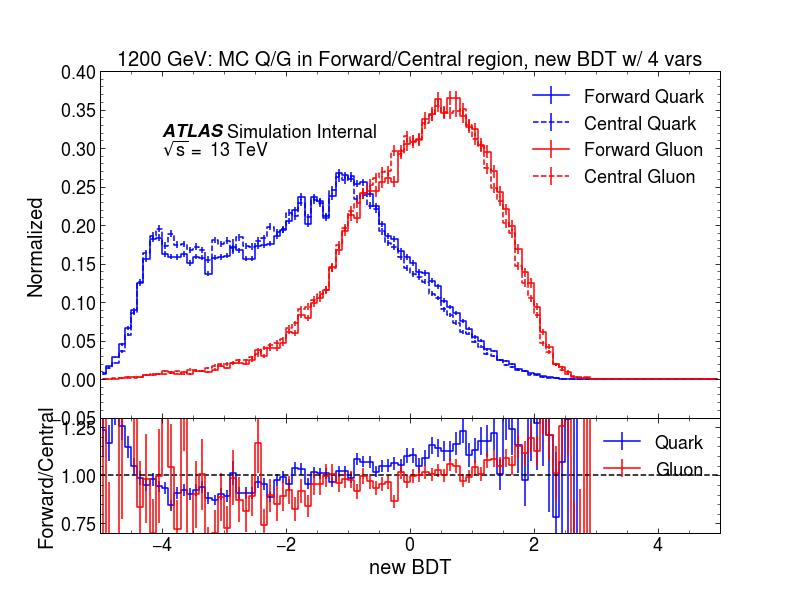 1200 GeV: MC Q/G in Forward/Central region, new BDT w/ 4 vars
0.40
0.35
0.30
0.25
0.20
0.15
0.10
0.05
0.00
−0.05
Normalized
ATLAS Simulation Internal
√s = 13 TeV
Forward Quark
Central Quark
Forward Gluon
Central Gluon
1.25
1.00
0.75
Forward/Central
Quark
Gluon
−4
−2
0
2
4
new BDT